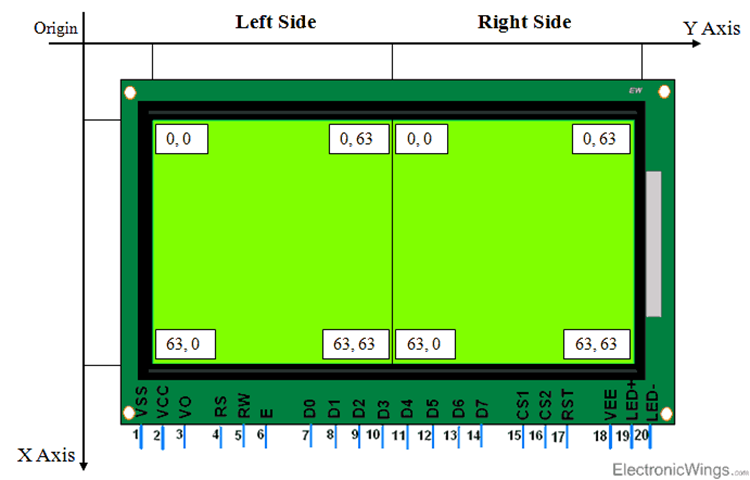 Left Side
Right Side
Origin
Y Axis
EW
0, 0
0, 63
0, 0
0, 63
63, 0
63, 63
63, 0
63, 63
VSS VCC VO RS RW E D0 D1 D2 D3 D4 D5 D6 D7 CS1 CS2 RST VEE LED+ LED-
1 2 3 4 5 6 7 8 9 10 11 12 13 14 15 16 17 18 19 20
X Axis
ElectronicWings.com